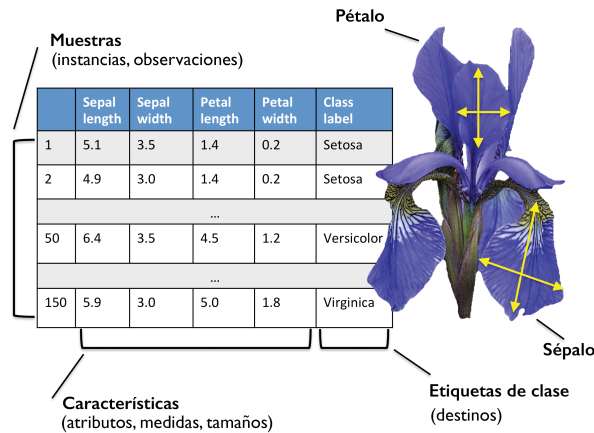 Pétalo
Muestras
(instancias, observaciones)
Sepal length Sepal width Petal length Petal width Class label
1 5.1 3.5 1.4 0.2 Setosa
2 4.9 3.0 1.4 0.2 Setosa
...
50 6.4 3.5 4.5 1.2 Versicolor
...
150 5.9 3.0 5.0 1.8 Virginica
Sépalo
Características
(atributos, medidas, tamaños)
Etiquetas de clase
(destinos)